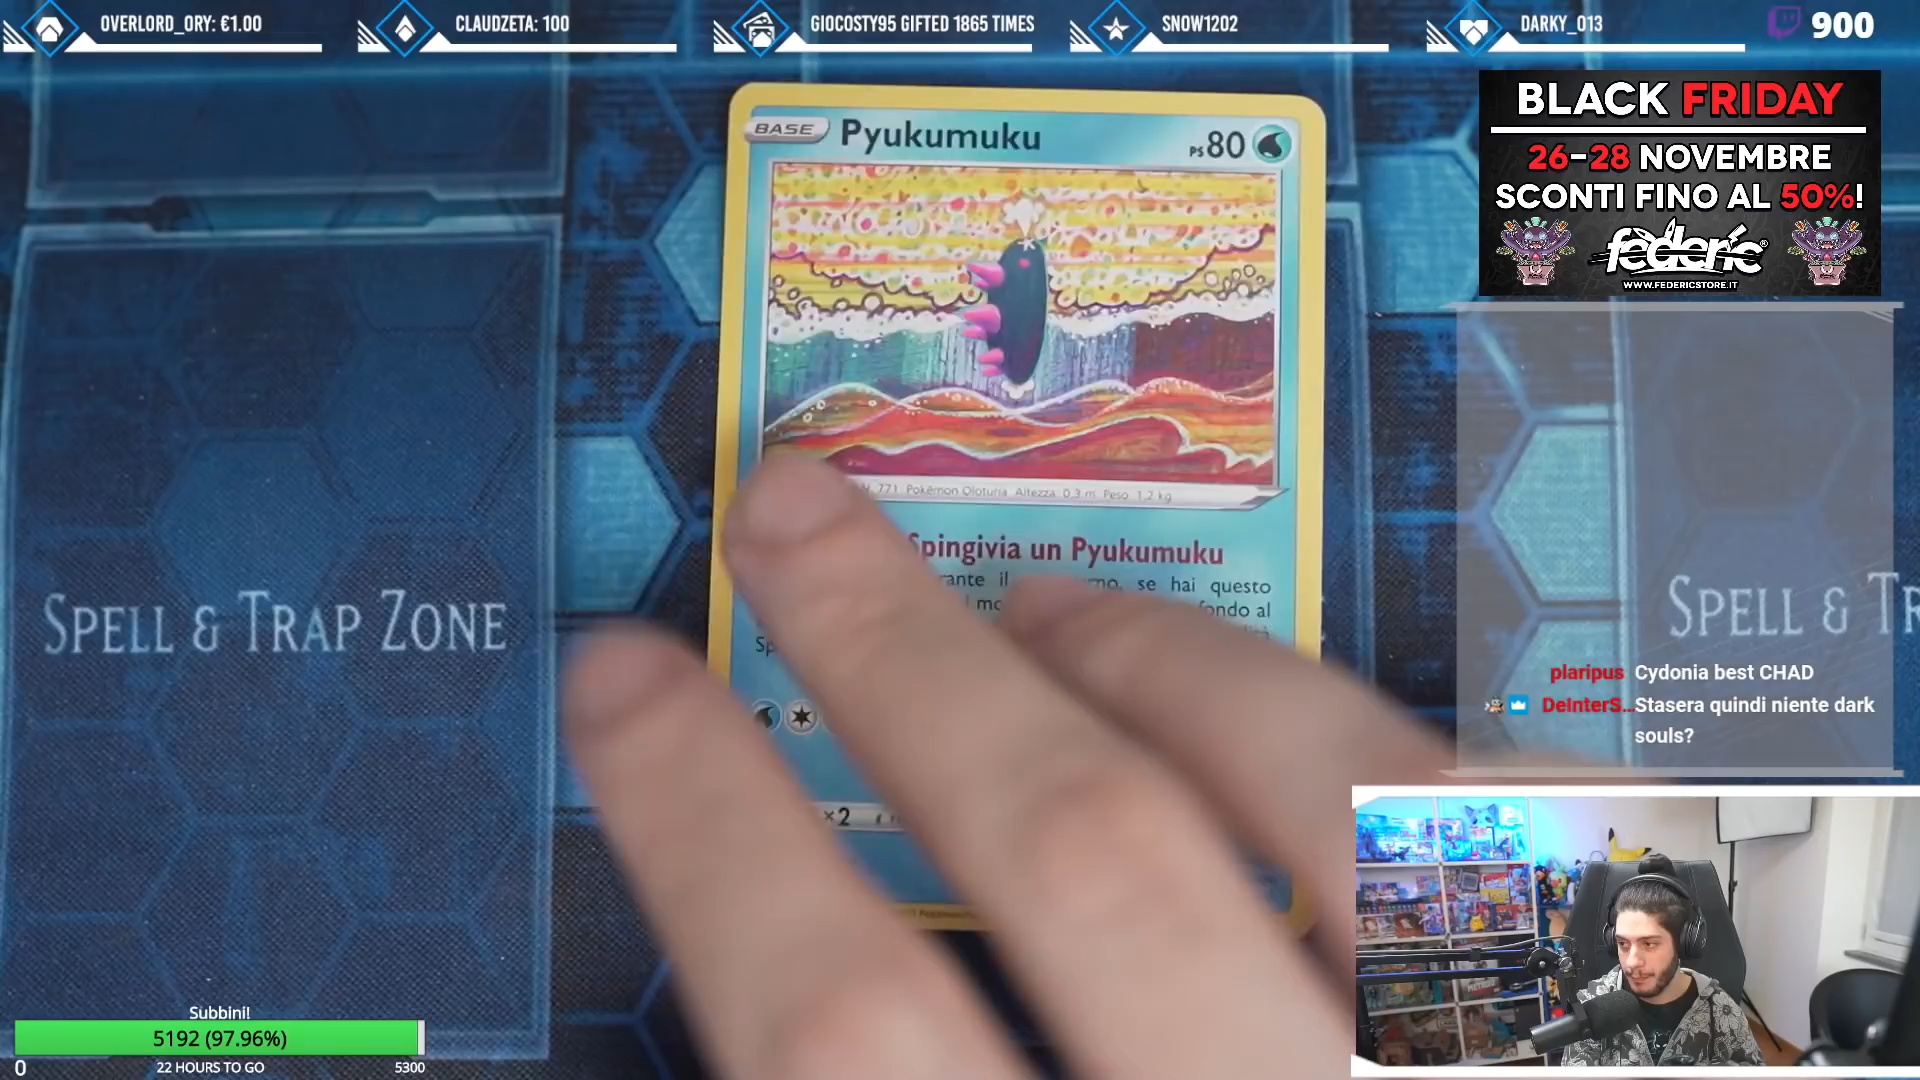 OVERLORD_ORY: €1.00
CLAUDZETA: 100
GIOCOSTY95 GIFTED 1865 TIMES
SNOW1202
DARKY_013
900
BLACK FRIDAY
26-28 NOVEMBRE
SCONTI FINO AL 50%!
federic®
WWW.FEDERICSTORE.IT
BASE Pyukumuku PS80
771 Pokémon Oloturia Altezza 0,3 m Peso 1,2 kg
Spingivia un Pyukumuku
se hai questo
fondo al
×2
SPELL & TRAP ZONE
SPELL & TR
plaripus Cydonia best CHAD
DeInterS... Stasera quindi niente dark
souls?
Subbini!
5192 (97.96%)
0 22 HOURS TO GO 5300